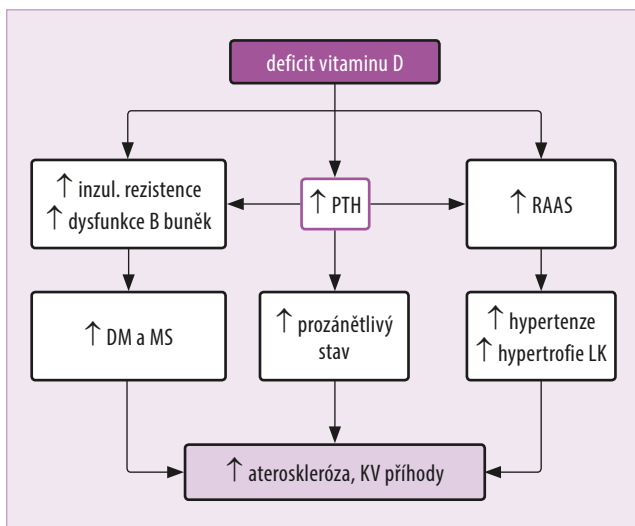 deficit vitaminu D
↑ inzul. rezistence
↑ dysfunkce B buněk
↑ PTH
↑ RAAS
↑ DM a MS
↑ prozánětlivý
stav
↑ hypertenze
↑ hypertrofie LK
↑ ateroskleróza, KV příhody